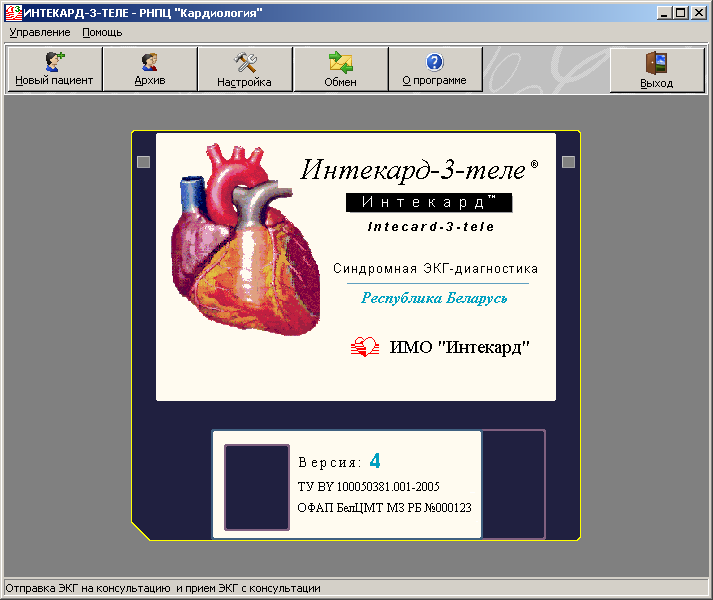 ИНТЕКАРД-3-ТЕЛЕ - РНПЦ "Кардиология"
Управление Помощь
Новый пациент Архив Настройка Обмен О программе Выход
Интекард-3-теле ®
Интекард™
Intecard-3-tele
Синдромная ЭКГ-диагностика
Республика Беларусь
ИМО "Интекард"
Версия: 4
ТУ BY 100050381.001-2005
ОФАП БелЦМТ МЗ РБ №000123
Отправка ЭКГ на консультацию и прием ЭКГ с консультации